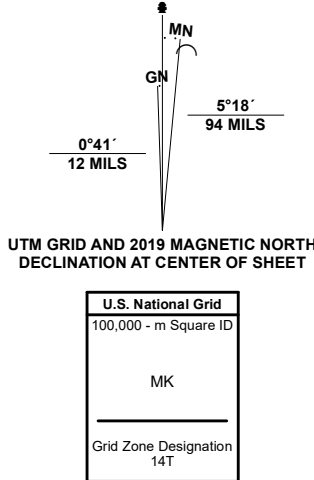 MN
GN
5°18´
94 MILS
0°41´
12 MILS
UTM GRID AND 2019 MAGNETIC NORTH
DECLINATION AT CENTER OF SHEET
U.S. National Grid
100,000 - m Square ID
MK
Grid Zone Designation
14T